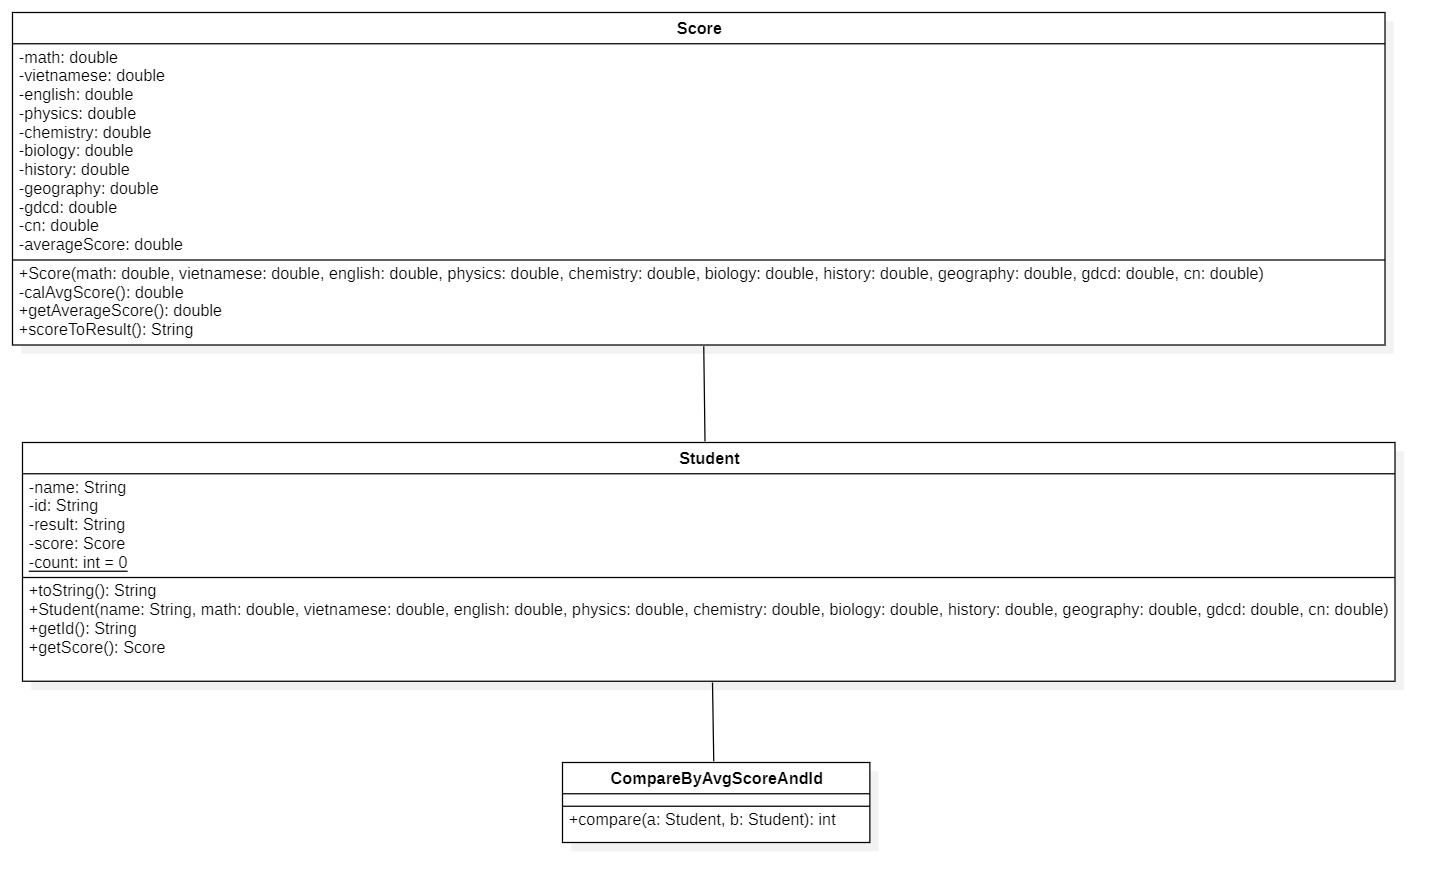 Score
-math: double
-vietnamese: double
-english: double
-physics: double
-chemistry: double
-biology: double
-history: double
-geography: double
-gdcd: double
-cn: double
-averageScore: double
+Score(math: double, vietnamese: double, english: double, physics: double, chemistry: double, biology: double, history: double, geography: double, gdcd: double, cn: double)
-calAvgScore(): double
+getAverageScore(): double
+scoreToResult(): String
Student
-name: String
-id: String
-result: String
-score: Score
-count: int = 0
+toString(): String
+Student(name: String, math: double, vietnamese: double, english: double, physics: double, chemistry: double, biology: double, history: double, geography: double, gdcd: double, cn: double)
+getId(): String
+getScore(): Score
CompareByAvgScoreAndId
+compare(a: Student, b: Student): int